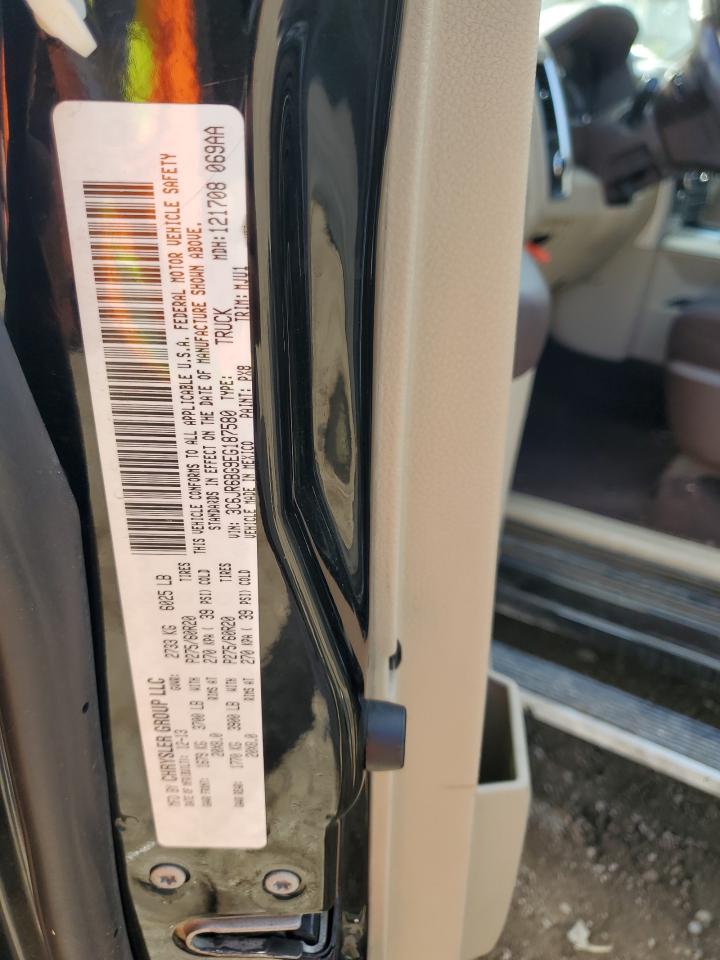 MFD BY CHRYSLER GROUP LLC
DATE OF MFR(BUILT): 12-13
GVWR: 2733 KG 6025 LB
GAWR FRONT: 1679 KG 3700 LB WITH P275/60R20 TIRES
RIMS AT 20X8.0 270 KPA ( 39 PSI) COLD
GAWR REAR: 1770 KG 3900 LB WITH P275/60R20 TIRES
RIMS AT 20X8.0 270 KPA ( 39 PSI) COLD
THIS VEHICLE CONFORMS TO ALL APPLICABLE U.S.A. FEDERAL MOTOR VEHICLE SAFETY
STANDARDS IN EFFECT ON THE DATE OF MANUFACTURE SHOWN ABOVE.
VIN: 3C6JR6BG9EG187580 TYPE: TRUCK MDH: 121708 069AA
VEHICLE MADE IN MEXICO PAINT: PX8 TRIM: MJU1